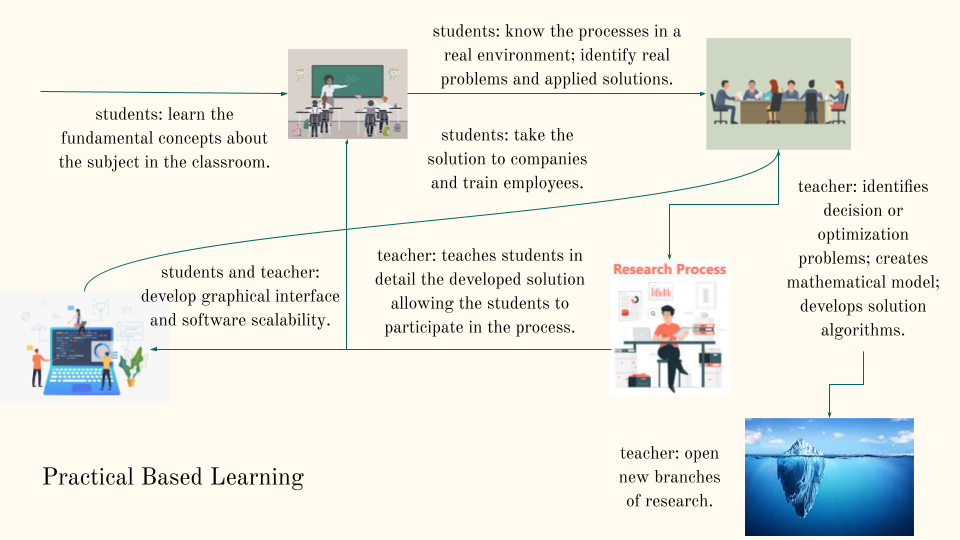 students: know the processes in a
real environment; identify real
problems and applied solutions.
students: learn the
fundamental concepts about
the subject in the classroom.
students: take the
solution to companies
and train employees.
teacher: identifies
decision or
optimization
problems; creates
mathematical model;
develops solution
algorithms.
teacher: teaches students in
detail the developed solution
allowing the students to
participate in the process.
students and teacher:
develop graphical interface
and software scalability.
Research Process
teacher: open
new branches
of research.
Practical Based Learning